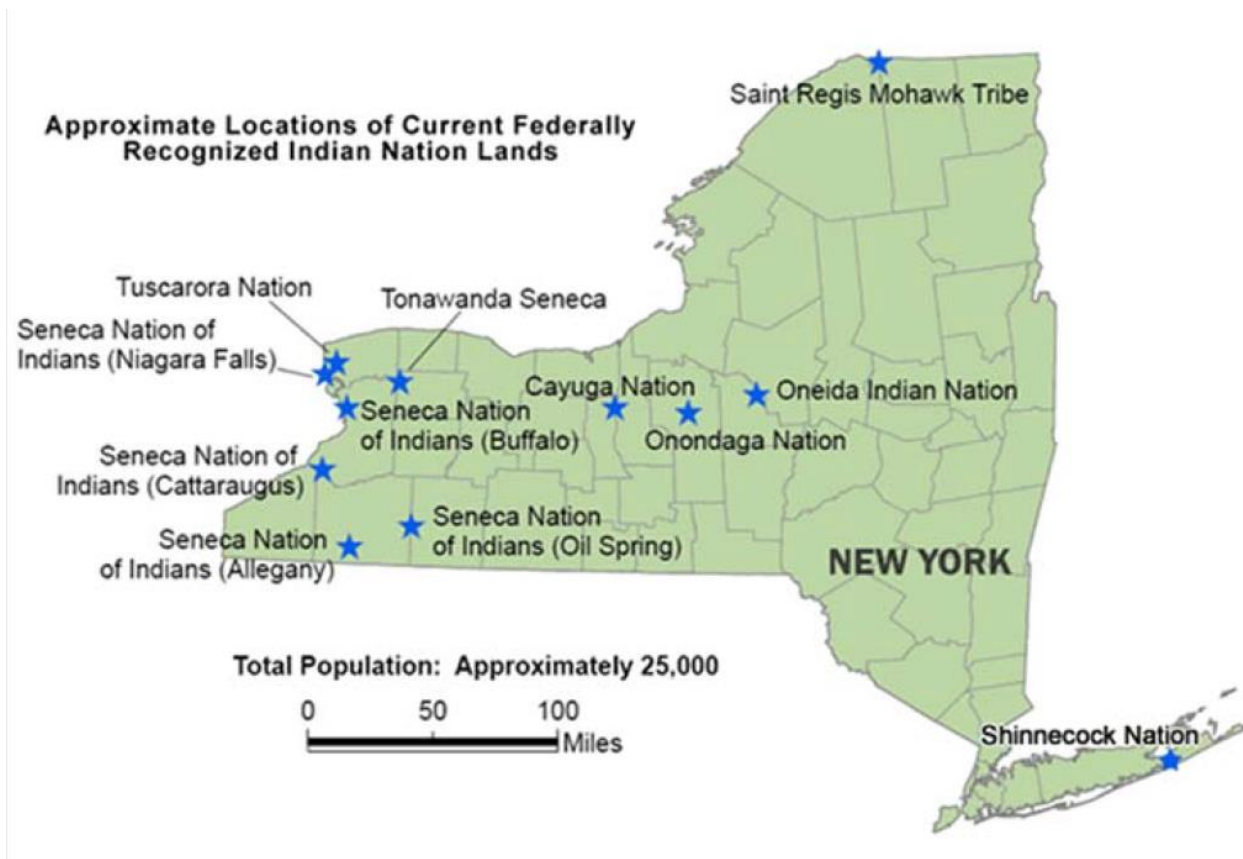 Saint Regis Mohawk Tribe
Approximate Locations of Current Federally
Recognized Indian Nation Lands
Tuscarora Nation
Tonawanda Seneca
Seneca Nation of
Indians (Niagara Falls)
Cayuga Nation
Oneida Indian Nation
Seneca Nation
of Indians (Buffalo)
Onondaga Nation
Seneca Nation of
Indians (Cattaraugus)
Seneca Nation
of Indians (Oil Spring)
Seneca Nation
of Indians (Allegany)
NEW YORK
Total Population: Approximately 25,000
0 50 100
Miles
Shinnecock Nation